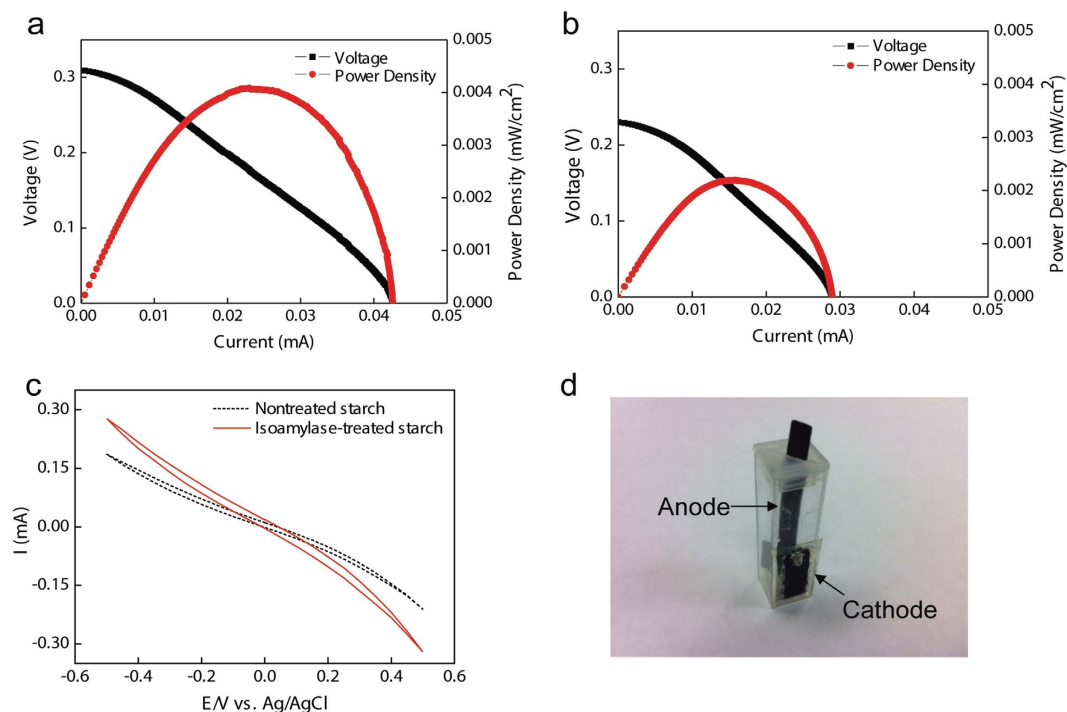 a
Voltage
Power Density
0.3
0.2
0.1
0.0
Voltage (V)
0.005
0.004
0.003
0.002
0.001
0.000
Power Density (mW/cm2)
0.00 0.01 0.02 0.03 0.04 0.05
Current (mA)
b
Voltage
Power Density
0.3
0.2
0.1
0.0
Voltage (V)
0.005
0.004
0.003
0.002
0.001
0.000
Power Density (mW/cm2)
0.00 0.01 0.02 0.03 0.04 0.05
Current (mA)
c
Nontreated starch
Isoamylase-treated starch
0.30
0.15
0.00
-0.15
-0.30
I (mA)
-0.6 -0.4 -0.2 0.0 0.2 0.4 0.6
E/V vs. Ag/AgCl
d
Anode
Cathode